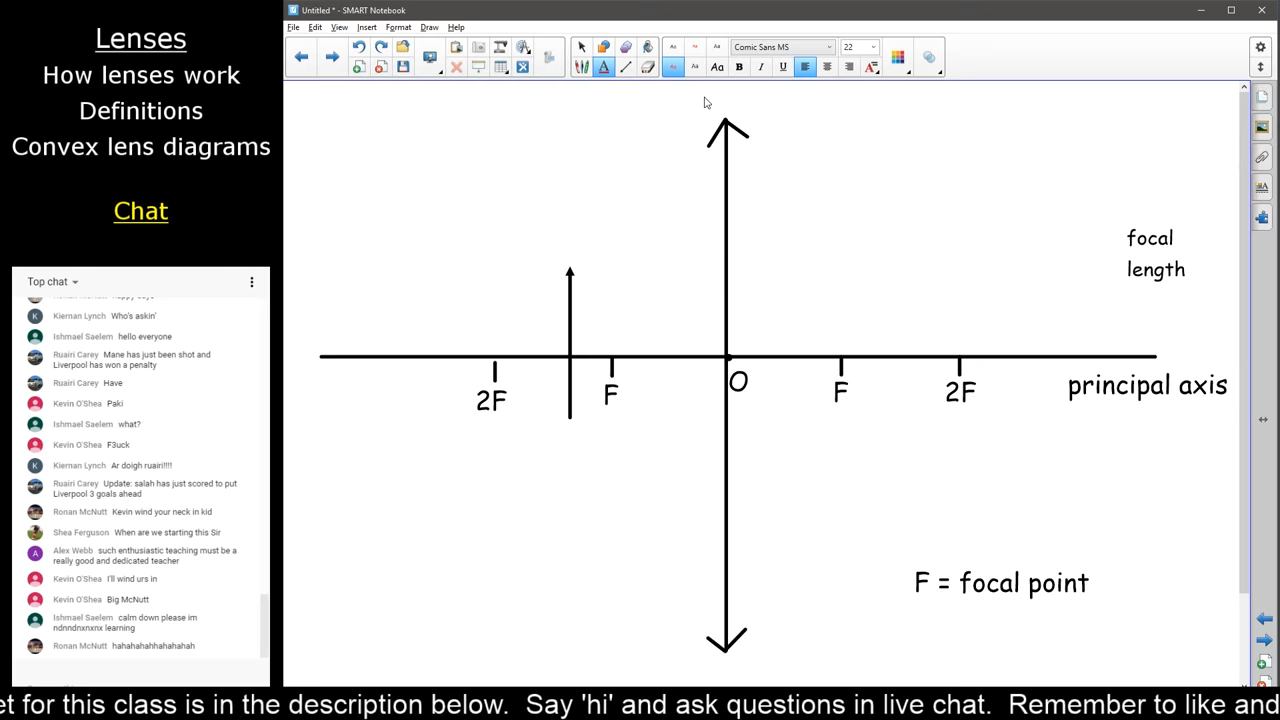 Lenses
How lenses work
Definitions
Convex lens diagrams
Chat
Top chat
Kiernan Lynch Who's askin'
Ishmael Saelem hello everyone
Ruairi Carey Mane has just been shot and
Liverpool has won a penalty
Ruairi Carey Have
Kevin O'Shea Paki
Ishmael Saelem what?
Kevin O'Shea F3uck
Kiernan Lynch Ar doigh ruairi!!!!
Ruairi Carey Update: salah has just scored to put
Liverpool 3 goals ahead
Ronan McNutt Kevin wind your neck in kid
Shea Ferguson When are we starting this Sir
Alex Webb such enthusiastic teaching must be a
really good and dedicated teacher
Kevin O'Shea I'll wind urs in
Kevin O'Shea Big McNutt
Ishmael Saelem calm down please im
ndnndnxnxnx learning
Ronan McNutt hahahahahhahahahah
Untitled * - SMART Notebook
File Edit View Insert Format Draw Help
Comic Sans MS 22
focal
length
2F F O F 2F
principal axis
F = focal point
et for this class is in the description below. Say 'hi' and ask questions in live chat. Remember to like and